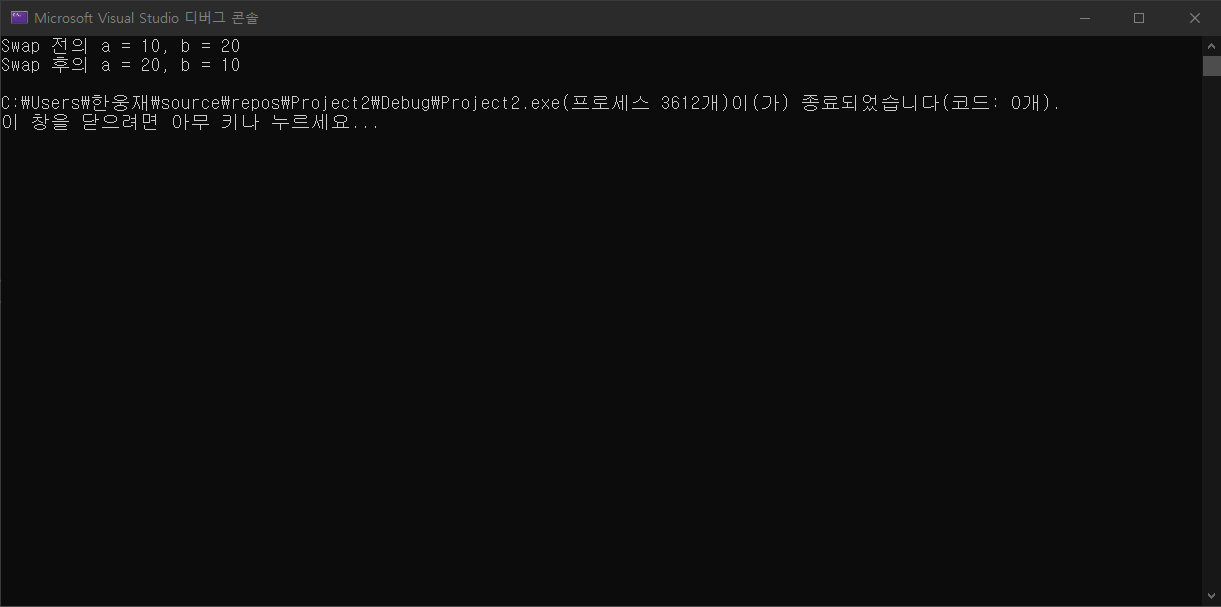 Microsoft Visual Studio 디버그 콘솔
Swap 전의 a = 10, b = 20
Swap 후의 a = 20, b = 10
C:₩Users₩한웅재₩source₩repos₩Project2₩Debug₩Project2.exe(프로세스 3612개)이(가) 종료되었습니다(코드: 0개).
이 창을 닫으려면 아무 키나 누르세요...